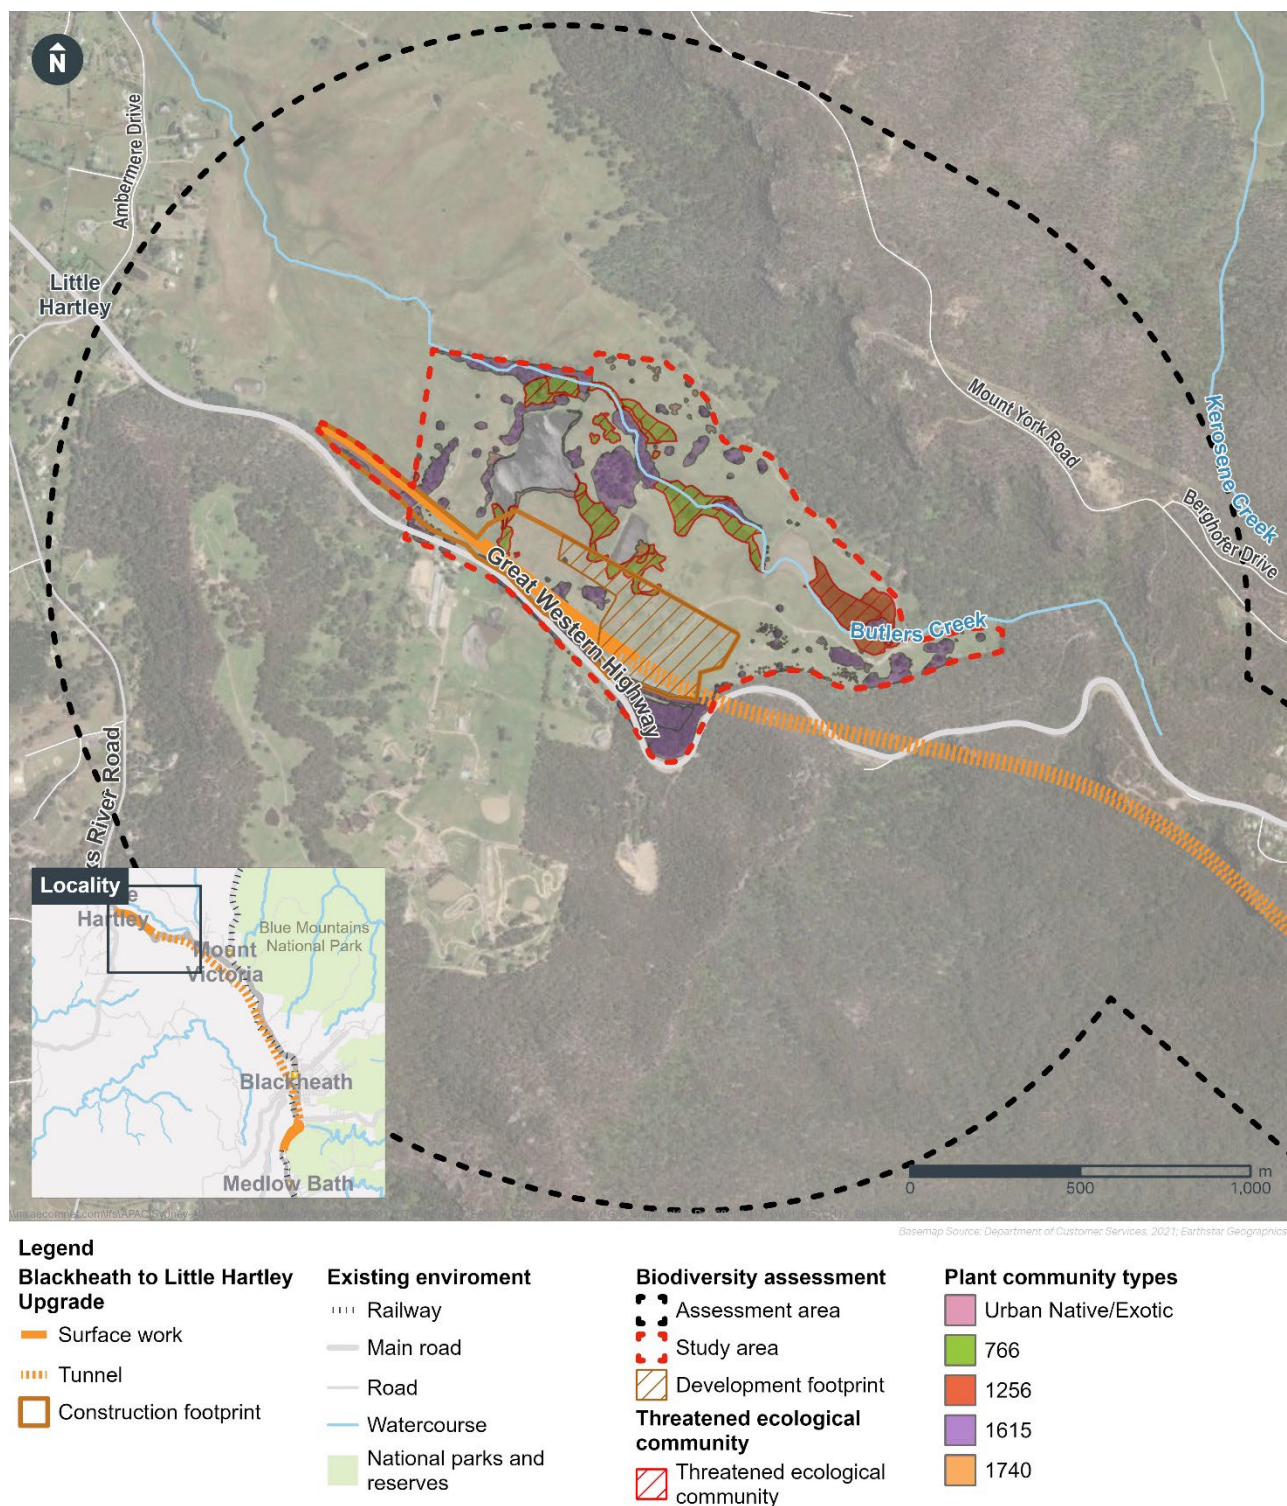 N
Ambermere Drive
Little
Hartley
Mount York Road
Kerosene Creek
Berghofer Drive
Great Western Highway
Butlers Creek
ks River Road
Locality
Hartley
Mount
Victoria
Blue Mountains
National Park
Blackheath
Medlow Bath
m
0 500 1,000
Basemap Source: Department of Customer Services, 2021; Earthstar Geographics
Legend
Blackheath to Little Hartley
Upgrade
Surface work
Tunnel
Construction footprint
Existing enviroment
Railway
Main road
Road
Watercourse
National parks and
reserves
Biodiversity assessment
Assessment area
Study area
Development footprint
Threatened ecological
community
Threatened ecological
community
Plant community types
Urban Native/Exotic
766
1256
1615
1740